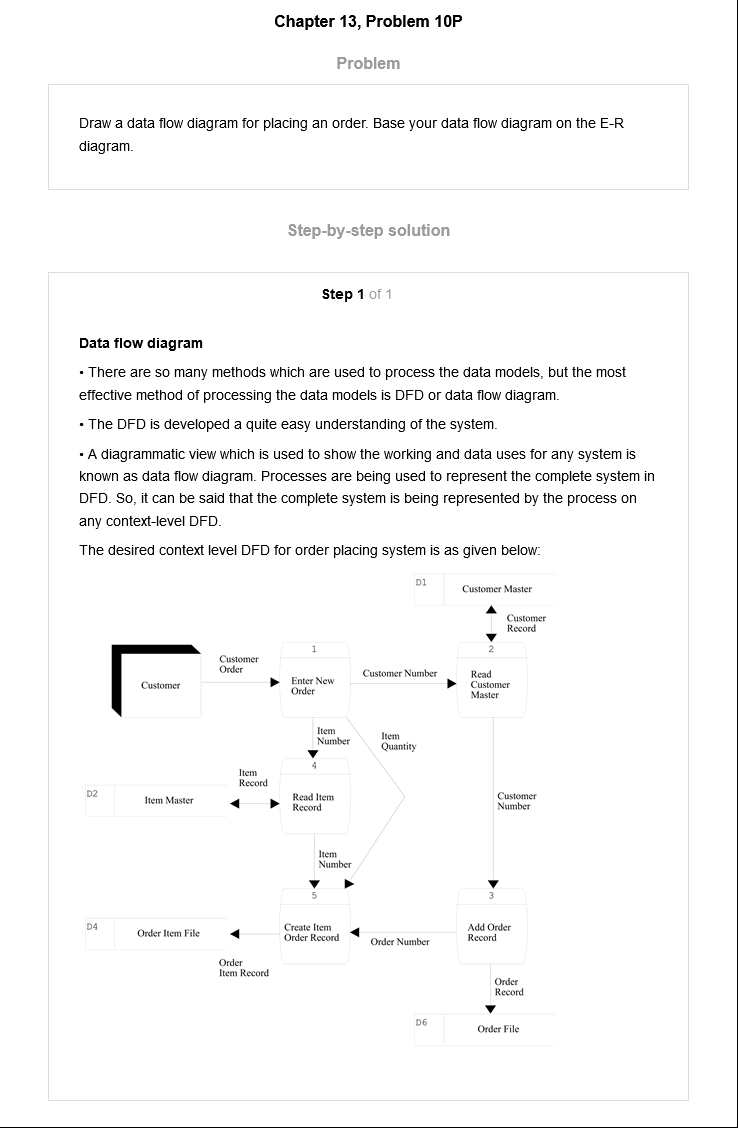 Chapter 13, Problem 10P
Problem
Draw a data flow diagram for placing an order. Base your data flow diagram on the E-R
diagram.
Step-by-step solution
Step 1 of 1
Data flow diagram
• There are so many methods which are used to process the data models, but the most
effective method of processing the data models is DFD or data flow diagram.
• The DFD is developed a quite easy understanding of the system.
• A diagrammatic view which is used to show the working and data uses for any system is
known as data flow diagram. Processes are being used to represent the complete system in
DFD. So, it can be said that the complete system is being represented by the process on
any context-level DFD.
The desired context level DFD for order placing system is as given below:
D1
Customer Master
Customer
Record
Customer
Customer
Order
1
Enter New
Order
Customer Number
2
Read
Customer
Master
Item
Number
Item
Quantity
D2
Item Master
Item
Record
4
Read Item
Record
Customer
Number
Item
Number
D4
Order Item File
Order
Item Record
5
Create Item
Order Record
Order Number
3
Add Order
Record
Order
Record
D6
Order File